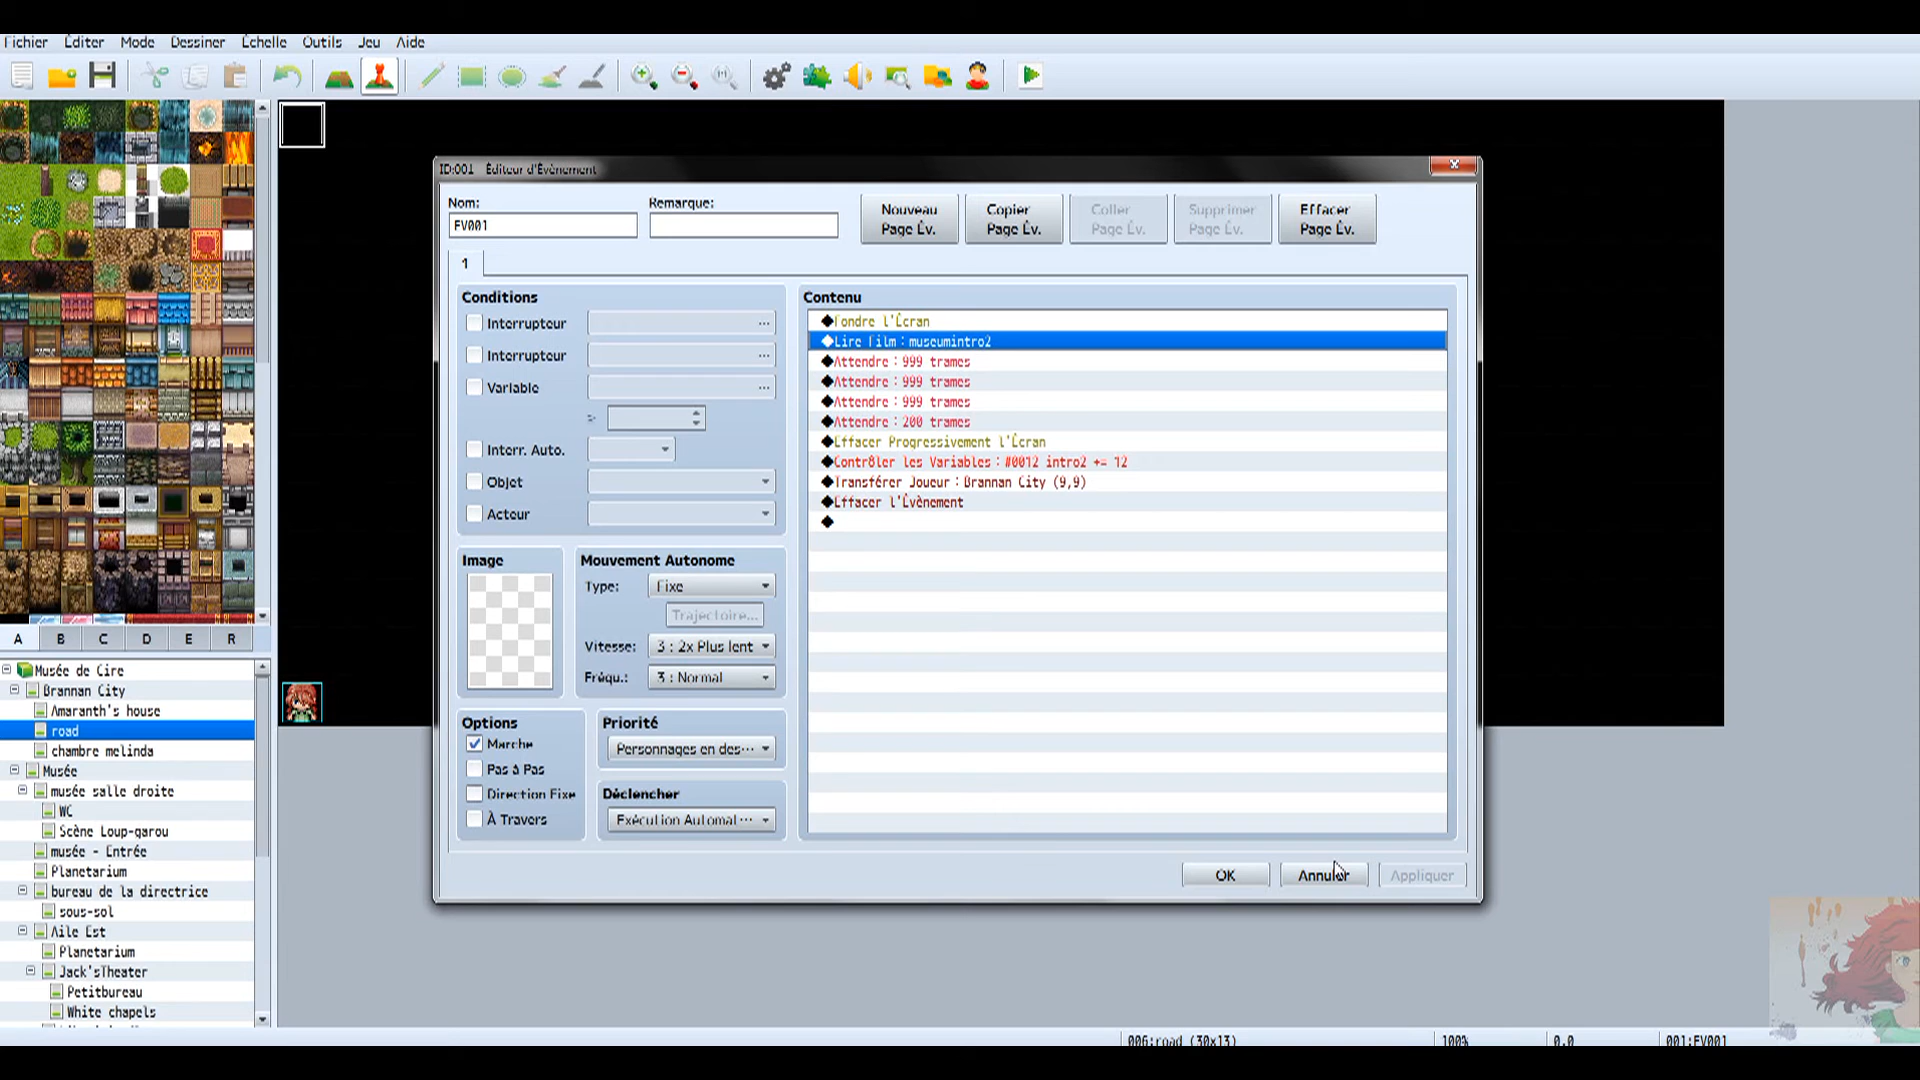 Fichier Éditer Mode Dessiner Échelle Outils Jeu Aide
ID:001 Éditeur d'Évènement
Nom:
EV001
Remarque:
Nouveau
Page Év.
Copier
Page Év.
Coller
Page Év.
Supprimer
Page Év.
Effacer
Page Év.
1
Conditions
Interrupteur ...
Interrupteur ...
Variable ...
≥
Interr. Auto.
Objet
Acteur
Image
Mouvement Autonome
Type: Fixe
Trajectoire...
Vitesse: 3 : 2x Plus lent
Fréqu.: 3 : Normal
Options
Marche
Pas à Pas
Direction Fixe
À Travers
Priorité
Personnages en des...
Déclencher
Exécution Automat...
Contenu
◆Fondre l'Écran
◆Lire Film : museumintro2
◆Attendre : 999 trames
◆Attendre : 999 trames
◆Attendre : 999 trames
◆Attendre : 200 trames
◆Effacer Progressivement l'Écran
◆Contrôler les Variables : #0012 intro2 += 12
◆Transférer Joueur : Brannan City (9,9)
◆Effacer l'Évènement
◆
OK Annuler Appliquer
A B C D E R
Musée de Cire
Brannan City
Amaranth's house
road
chambre melinda
Musée
musée salle droite
WC
Scène Loup-garou
musée - Entrée
Planetarium
bureau de la directrice
sous-sol
Aile Est
Planetarium
Jack'sTheater
Petitbureau
White chapels
006:road (30x13) 100% 0,0 001:EV001